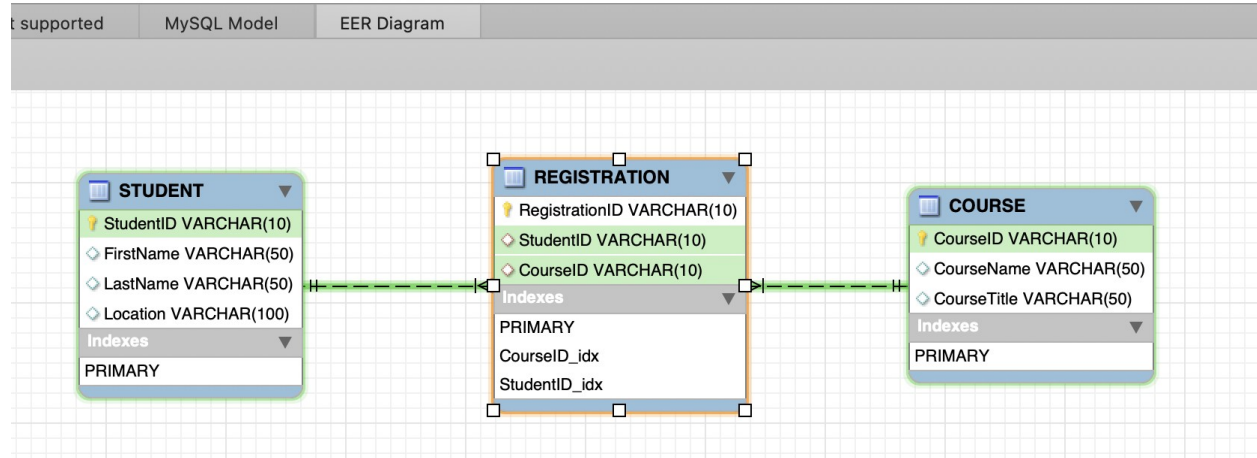 t supported MySQL Model EER Diagram
STUDENT
StudentID VARCHAR(10)
FirstName VARCHAR(50)
LastName VARCHAR(50)
Location VARCHAR(100)
Indexes
PRIMARY
REGISTRATION
RegistrationID VARCHAR(10)
StudentID VARCHAR(10)
CourseID VARCHAR(10)
Indexes
PRIMARY
CourseID_idx
StudentID_idx
COURSE
CourseID VARCHAR(10)
CourseName VARCHAR(50)
CourseTitle VARCHAR(50)
Indexes
PRIMARY